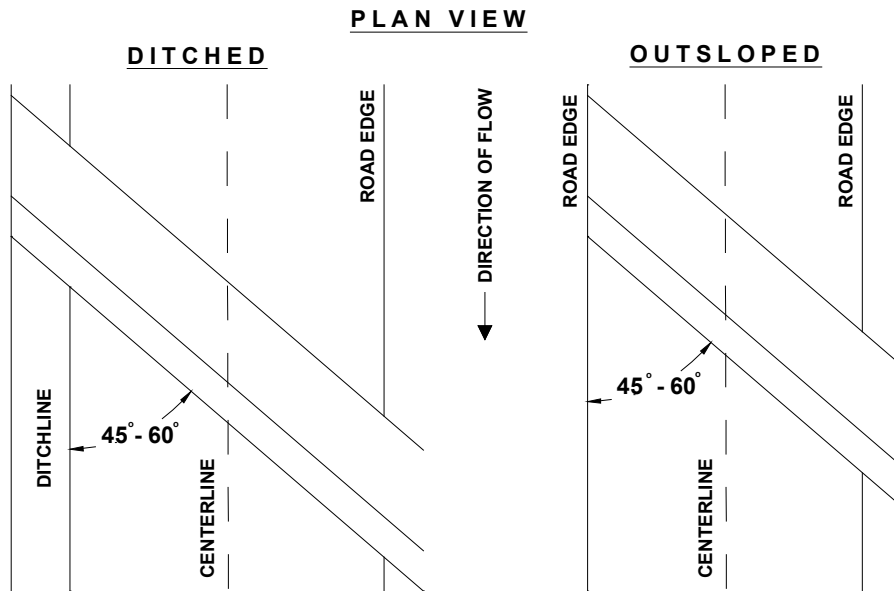 PLAN VIEW
DITCHED
OUTSLOPED
ROAD EDGE
DIRECTION OF FLOW
ROAD EDGE
ROAD EDGE
45° - 60°
45° - 60°
DITCHLINE
CENTERLINE
CENTERLINE